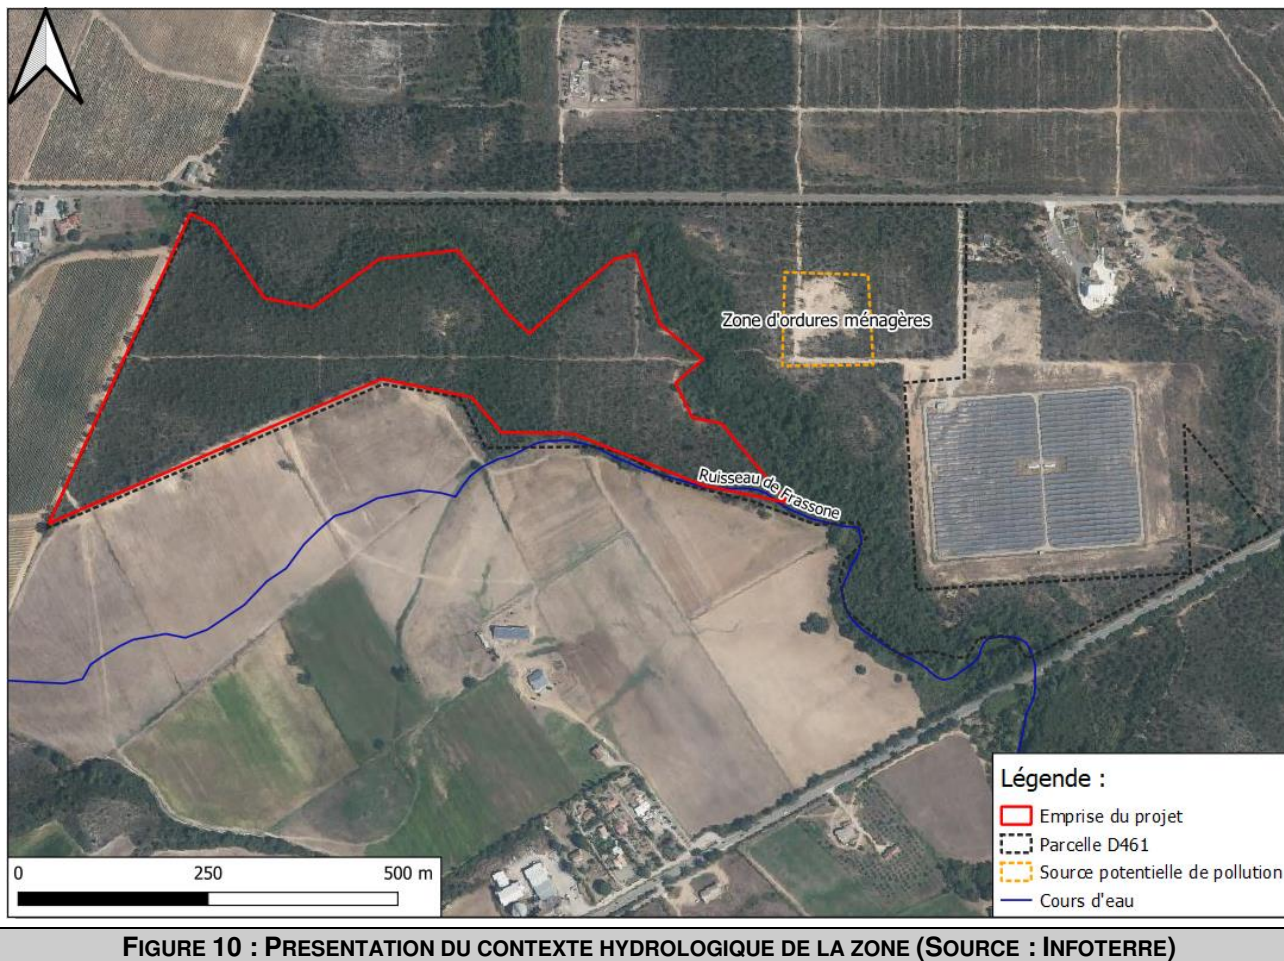 Zone d'ordures ménagères
Ruisseau de Frassone
Légende :
Emprise du projet
Parcelle D461
Source potentielle de pollution
Cours d'eau
0 250 500 m
FIGURE 10 : PRESENTATION DU CONTEXTE HYDROLOGIQUE DE LA ZONE (SOURCE : INFOTERRE)